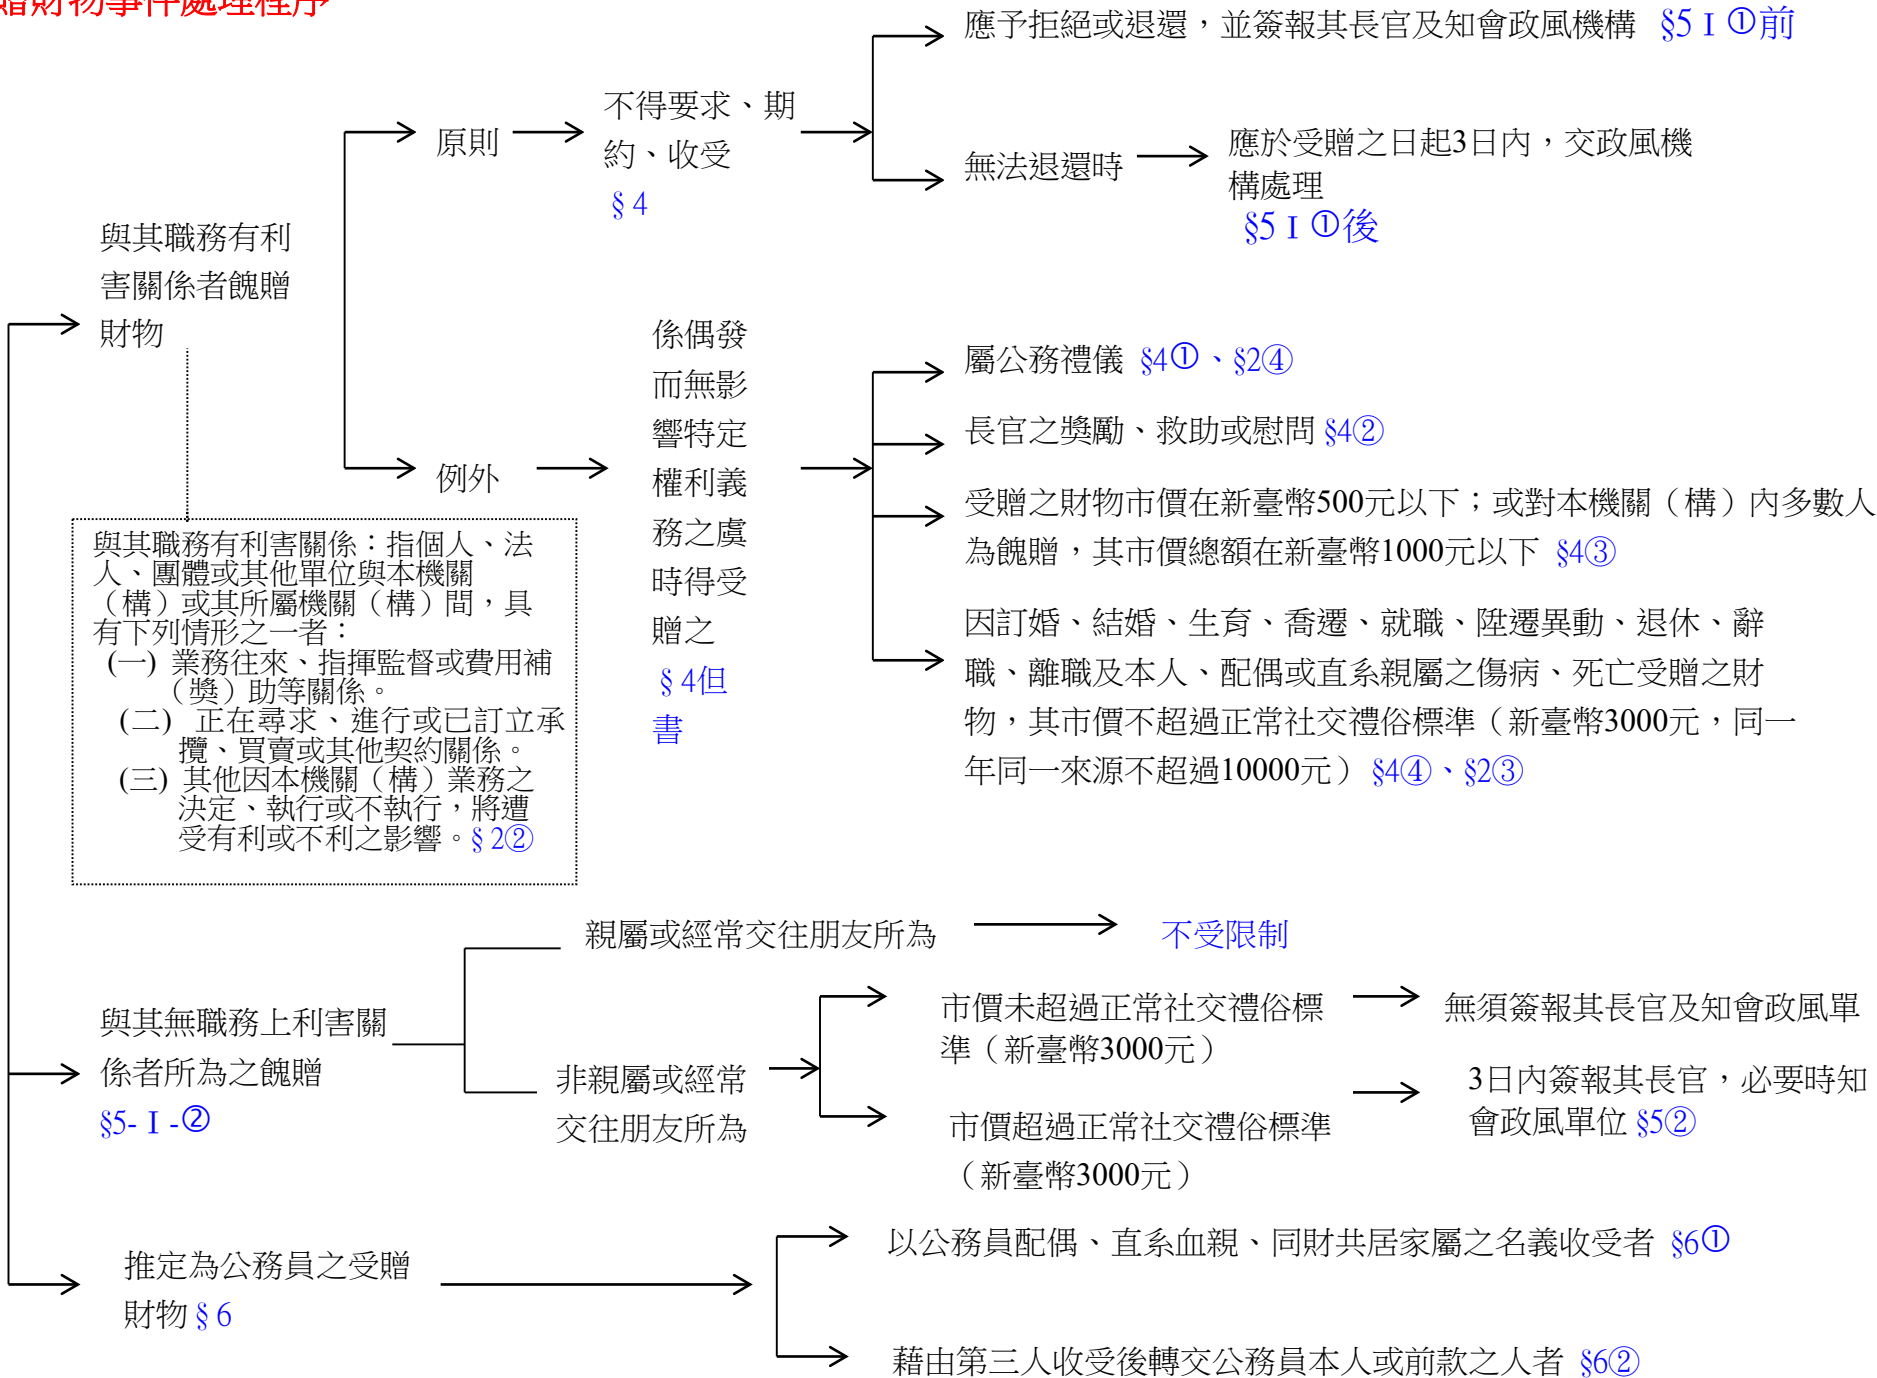 贈財物事件處理程序
應予拒絕或退還，並簽報其長官及知會政風機構 §5Ⅰ①前
原則
不得要求、期
約、收受
§4
無法退還時
應於受贈之日起3日內，交政風機
構處理
§5Ⅰ①後
與其職務有利
害關係者餽贈
財物
例外
係偶發
而無影
響特定
權利義
務之虞
時得受
贈之
§4但
書
屬公務禮儀 §4①、§2④
長官之獎勵、救助或慰問 §4②
受贈之財物市價在新臺幣500元以下；或對本機關（構）內多數人
為餽贈，其市價總額在新臺幣1000元以下 §4③
因訂婚、結婚、生育、喬遷、就職、陞遷異動、退休、辭
職、離職及本人、配偶或直系親屬之傷病、死亡受贈之財
物，其市價不超過正常社交禮俗標準（新臺幣3000元，同一
年同一來源不超過10000元） §4④、§2③
與其職務有利害關係：指個人、法
人、團體或其他單位與本機關
（構）或其所屬機關（構）間，具
有下列情形之一者：
(一) 業務往來、指揮監督或費用補
（獎）助等關係。
(二) 正在尋求、進行或已訂立承
攬、買賣或其他契約關係。
(三) 其他因本機關（構）業務之
決定、執行或不執行，將遭
受有利或不利之影響。§2②
與其無職務上利害關
係者所為之餽贈
§5-Ⅰ-②
親屬或經常交往朋友所為
不受限制
非親屬或經常
交往朋友所為
市價未超過正常社交禮俗標
準（新臺幣3000元）
無須簽報其長官及知會政風單
市價超過正常社交禮俗標準
（新臺幣3000元）
3日內簽報其長官，必要時知
會政風單位 §5②
推定為公務員之受贈
財物§6
以公務員配偶、直系血親、同財共居家屬之名義收受者 §6①
藉由第三人收受後轉交公務員本人或前款之人者 §6②